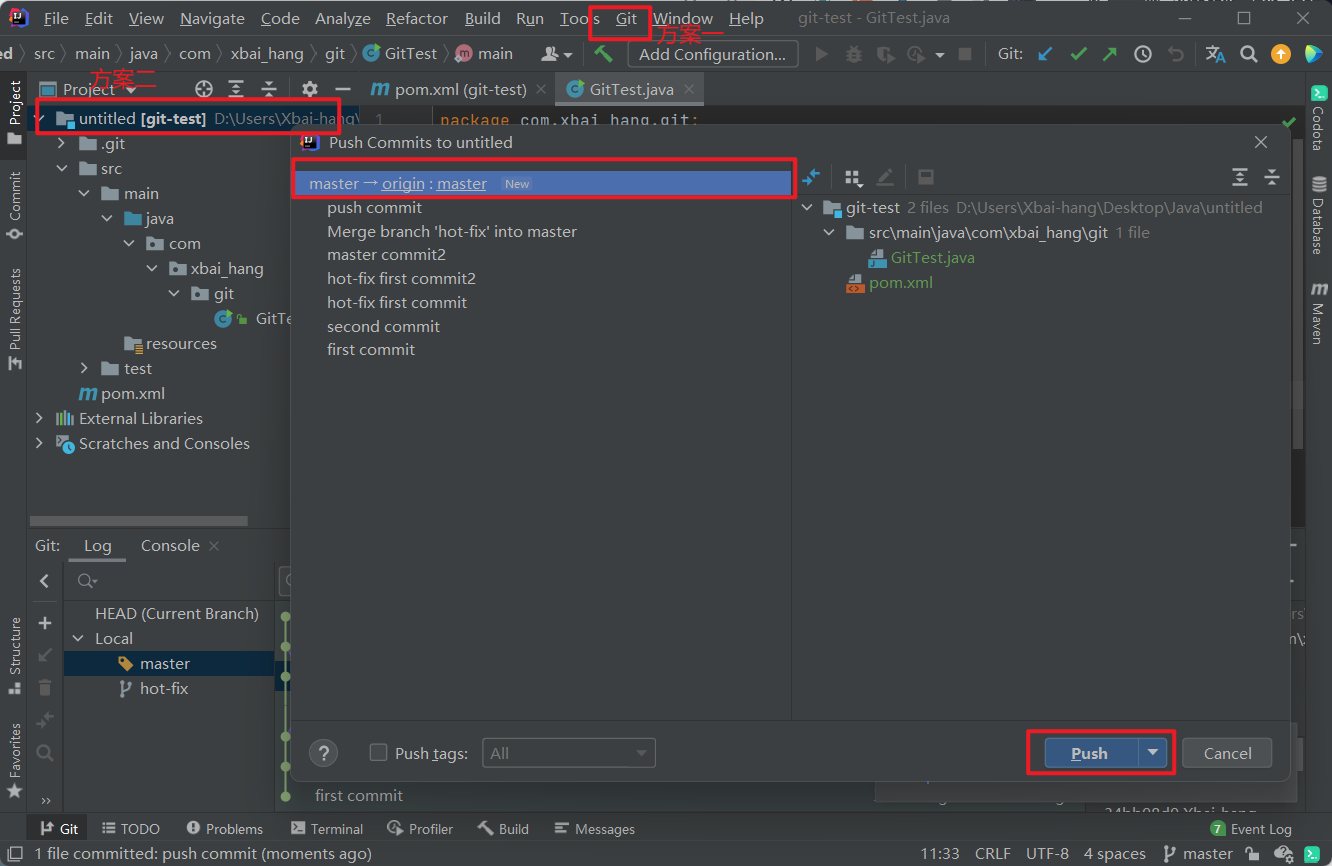 File Edit View Navigate Code Analyze Refactor Build Run Tools Git Window Help git-test - GitTest.java
方案一
ed src main java com xbai_hang git GitTest main Add Configuration... Git:
方案二
Project
pom.xml (git-test) GitTest.java
untitled [git-test] D:\Users\Xbai-hang\
1 package com.xbai_hang.git;
.git
src
main
java
com
xbai_hang
git
GitTe
resources
test
pom.xml
External Libraries
Scratches and Consoles
Project
Commit
Pull Requests
Structure
Favorites
Push Commits to untitled
master → origin : master New
push commit
Merge branch 'hot-fix' into master
master commit2
hot-fix first commit2
hot-fix first commit
second commit
first commit
git-test 2 files D:\Users\Xbai-hang\Desktop\Java\untitled
src\main\java\com\xbai_hang\git 1 file
GitTest.java
pom.xml
Codota
Database
Maven
? Push tags: All Push Cancel
Git: Log Console
HEAD (Current Branch)
Local
master
hot-fix
first commit
Git TODO Problems Terminal Profiler Build Messages 7 Event Log
1 file committed: push commit (moments ago) 11:33 CRLF UTF-8 4 spaces master